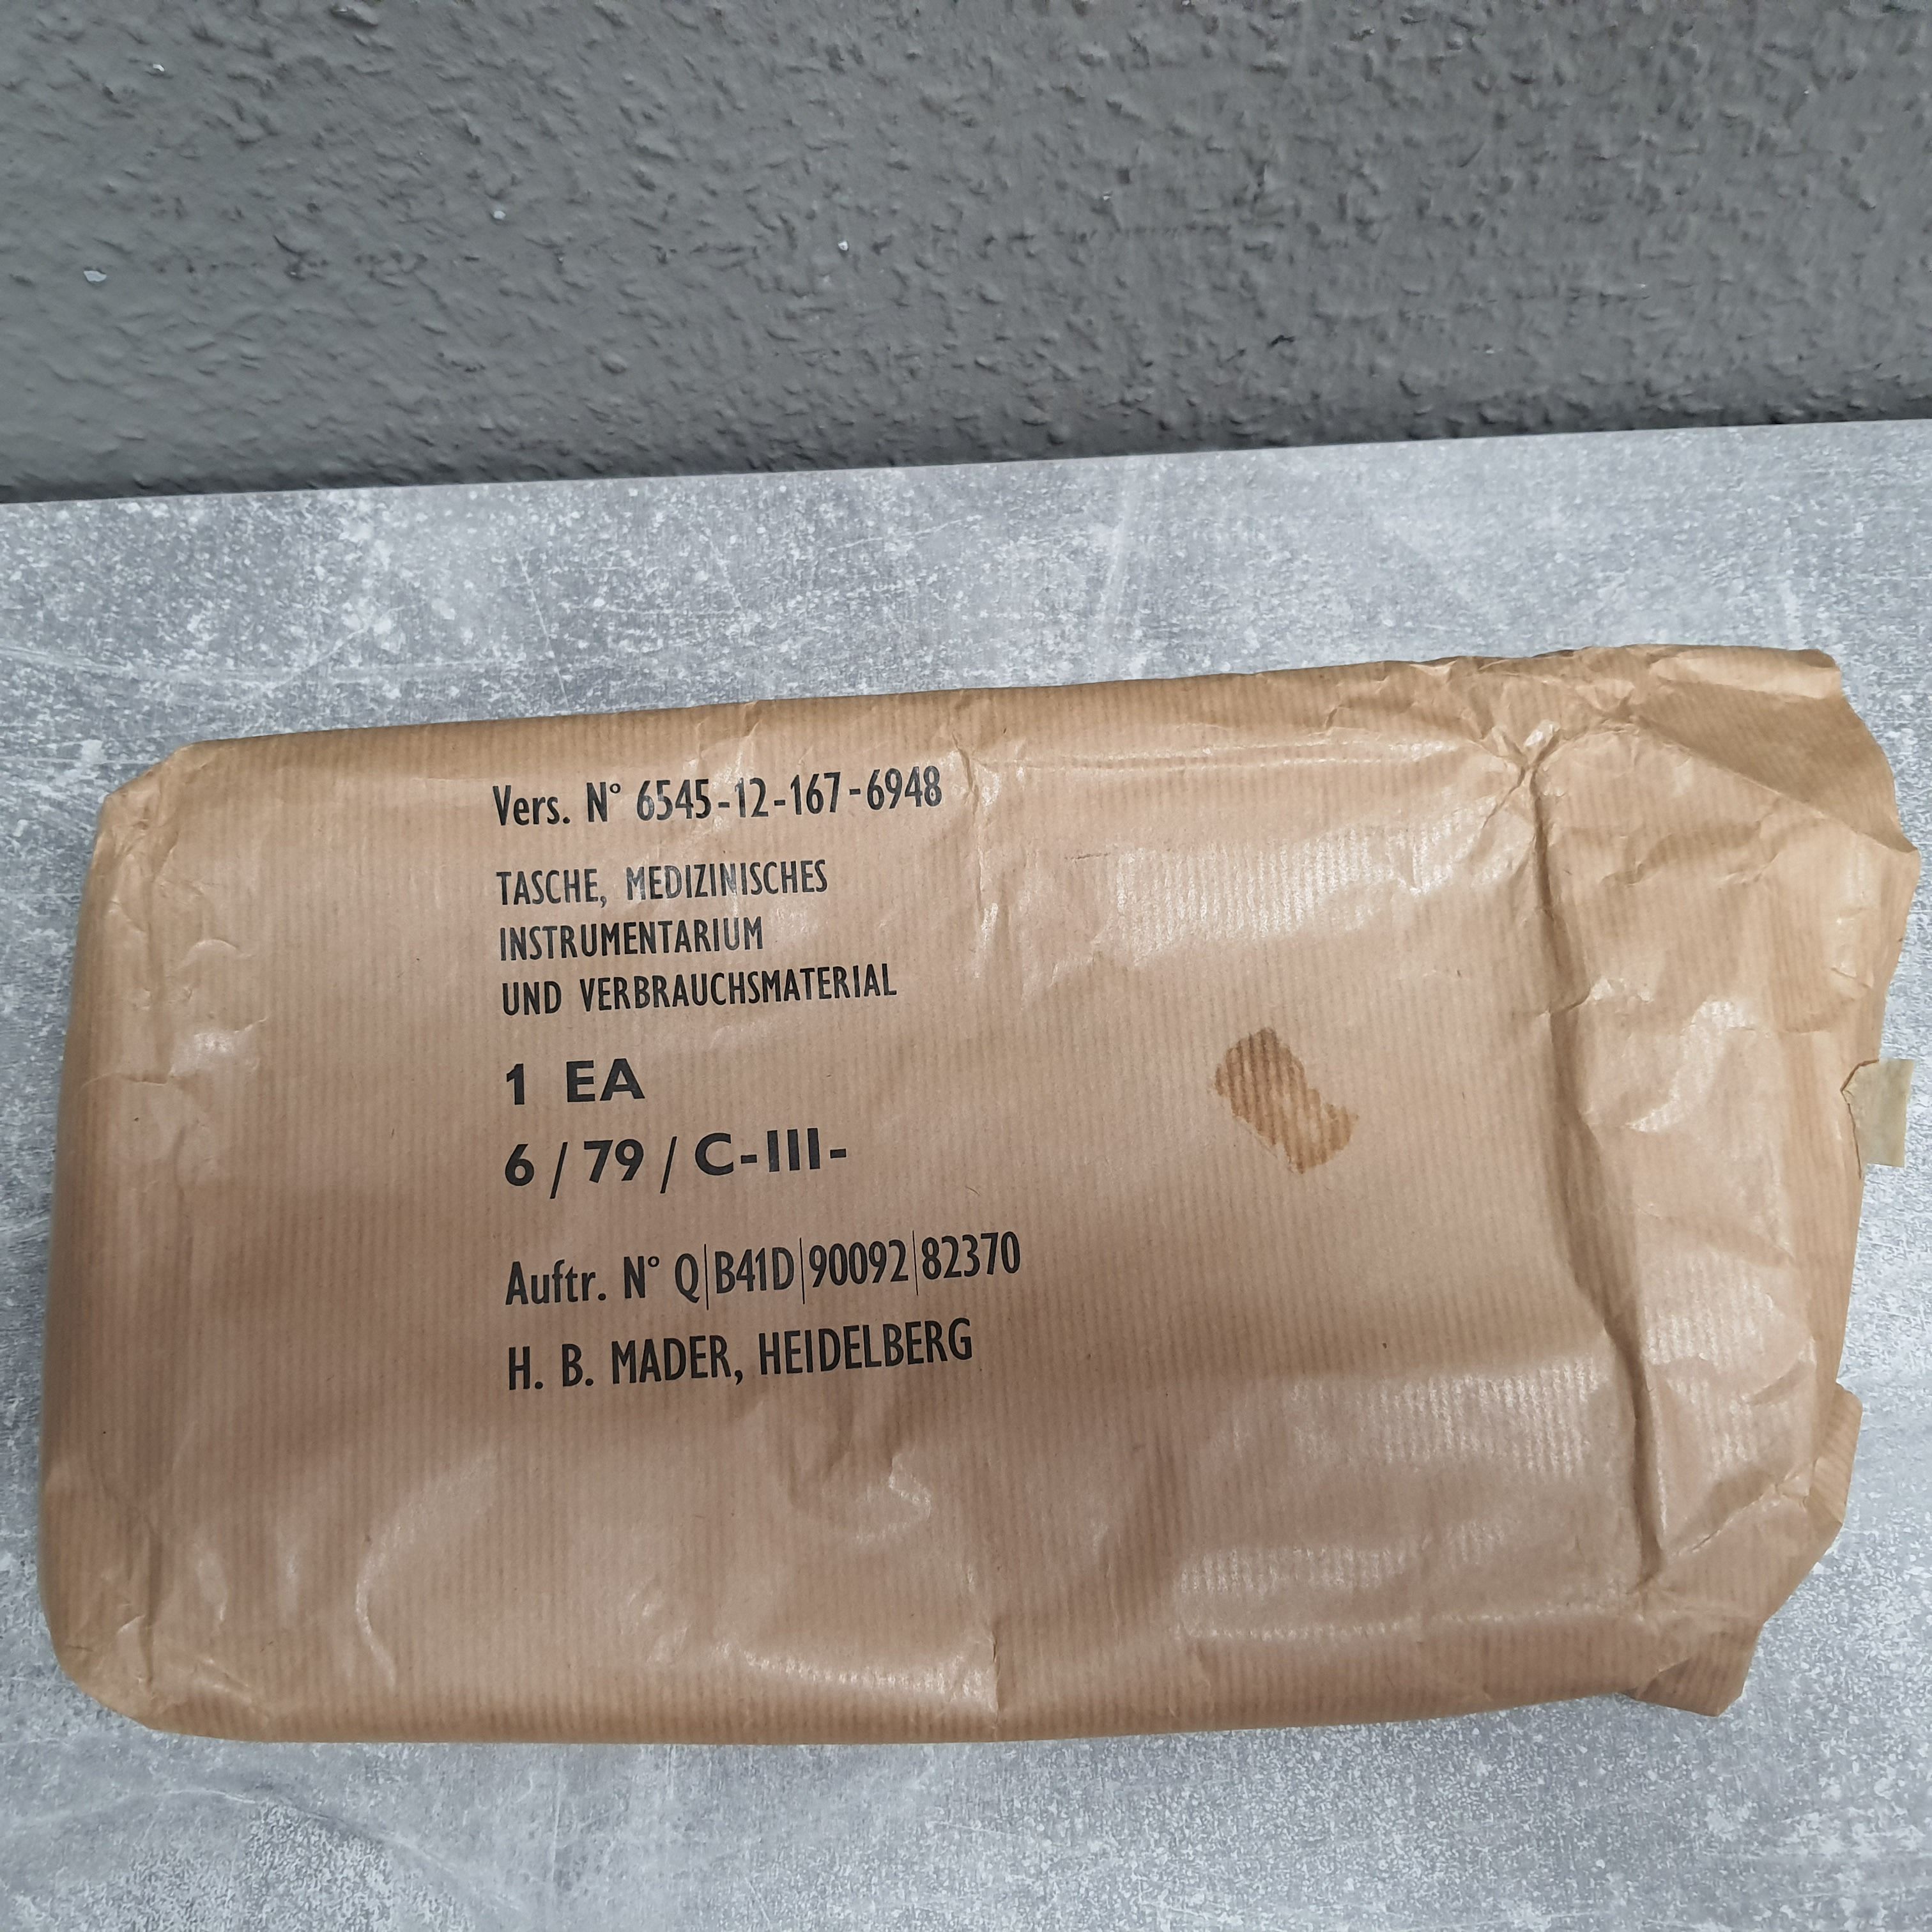 Vers. N° 6545-12-167-6948
TASCHE, MEDIZINISCHES
INSTRUMENTARIUM
UND VERBRAUCHSMATERIAL
1 EA
6 / 79 / C-III-
Auftr. N° Q|B41D|90092|82370
H. B. MADER, HEIDELBERG